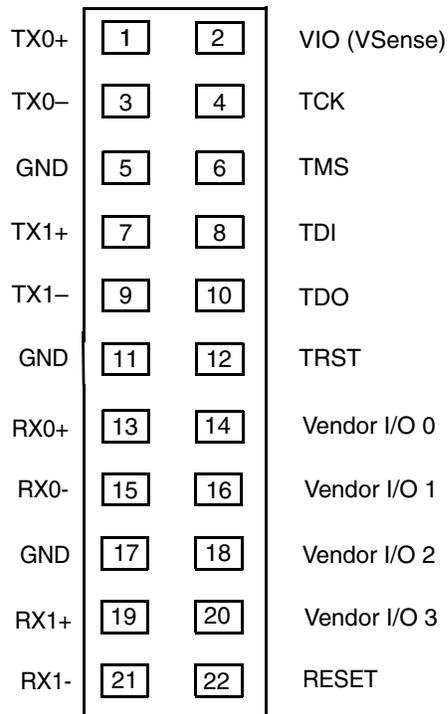 TX0+ 1 2 VIO (VSense)
TX0– 3 4 TCK
GND 5 6 TMS
TX1+ 7 8 TDI
TX1– 9 10 TDO
GND 11 12 TRST
RX0+ 13 14 Vendor I/O 0
RX0- 15 16 Vendor I/O 1
GND 17 18 Vendor I/O 2
RX1+ 19 20 Vendor I/O 3
RX1- 21 22 RESET